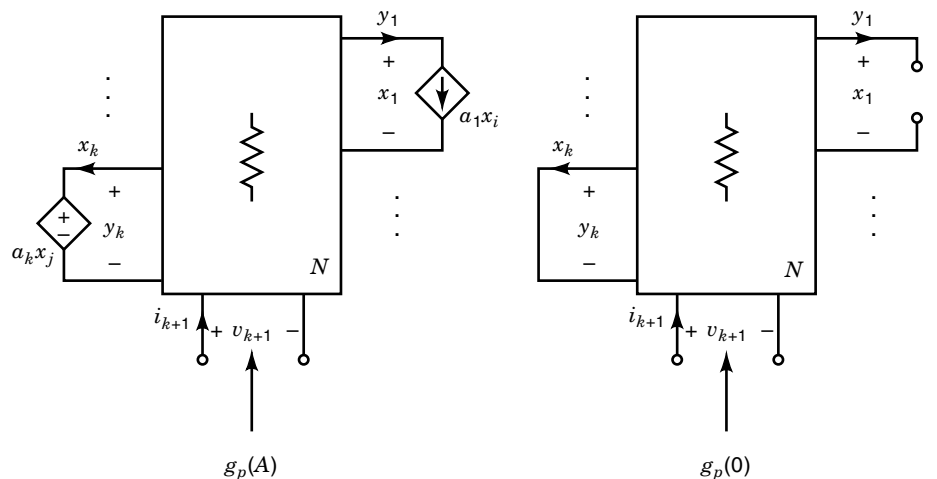 y₁
+
x₁
−
a₁xᵢ
xₖ
+
yₖ
−
+
−
aₖxⱼ
N
iₖ₊₁
+ vₖ₊₁ −
gₚ(A)
y₁
+
x₁
−
xₖ
+
yₖ
−
N
iₖ₊₁
+ vₖ₊₁ −
gₚ(0)